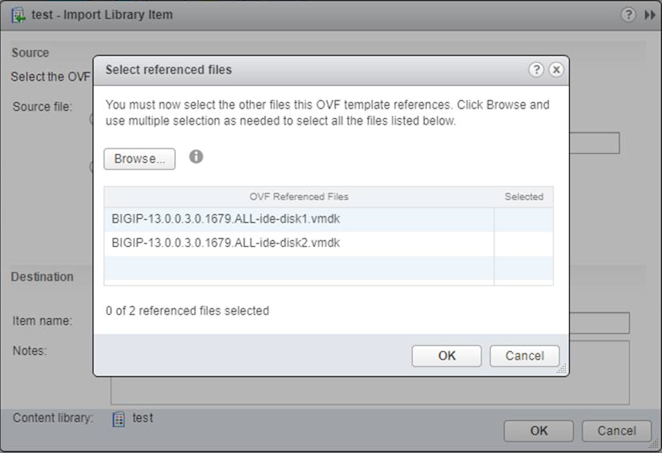 test - Import Library Item
Source
Select the OVF
Source file:
Select referenced files
You must now select the other files this OVF template references. Click Browse and
use multiple selection as needed to select all the files listed below.
Browse...
OVF Referenced Files Selected
BIGIP-13.0.0.3.0.1679.ALL-ide-disk1.vmdk
BIGIP-13.0.0.3.0.1679.ALL-ide-disk2.vmdk
0 of 2 referenced files selected
OK Cancel
Destination
Item name:
Notes:
Content library: test
OK Cancel